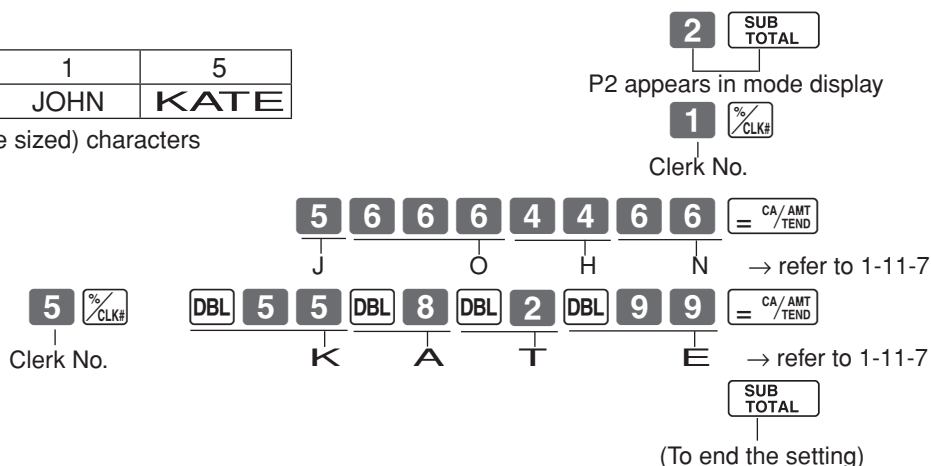 2 SUB TOTAL
P2 appears in mode display
1 5
JOHN KATE
e sized) characters
1 %/CLK#
Clerk No.
5 6 6 6 4 4 6 6 = CA/AMT TEND
J O H N → refer to 1-11-7
5 %/CLK# DBL 5 5 DBL 8 DBL 2 DBL 9 9 = CA/AMT TEND
Clerk No. K A T E → refer to 1-11-7
SUB TOTAL
(To end the setting)